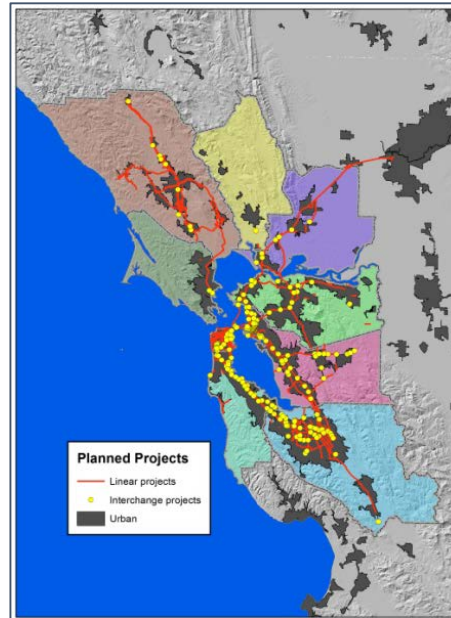 Planned Projects
Linear projects
Interchange projects
Urban